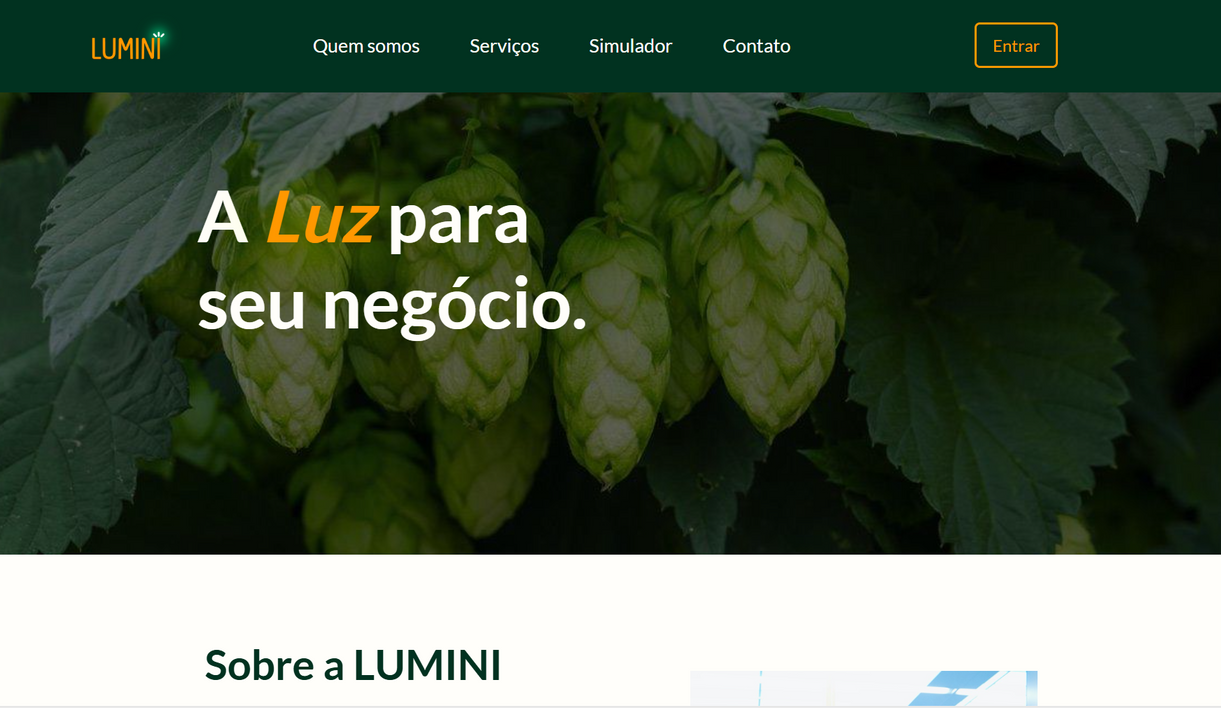 LUMINI
Quem somos
Serviços
Simulador
Contato
Entrar
A Luz para
seu negócio.
Sobre a LUMINI